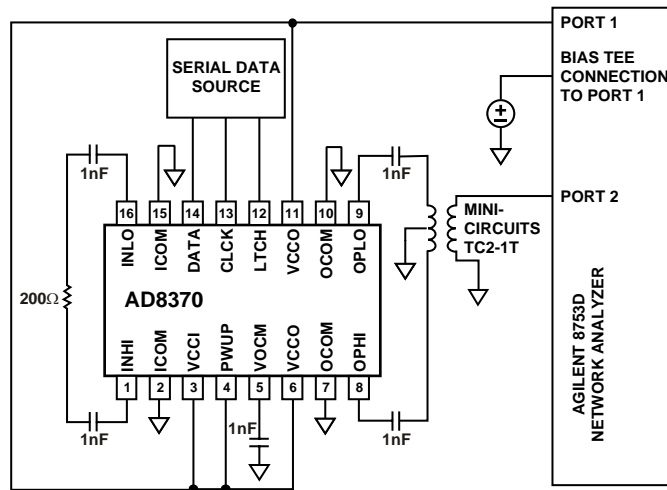 PORT 1
SERIAL DATA
SOURCE
BIAS TEE
CONNECTION
TO PORT 1
1nF
1nF
16
15
14
13
12
11
10
9
INLO
ICOM
DATA
CLCK
LTCH
VCCO
OCOM
OPLO
PORT 2
MINI-
CIRCUITS
TC2-1T
200Ω
AD8370
INHI
ICOM
VCCI
PWUP
VOCM
VCCO
OCOM
OPHI
1
2
3
4
5
6
7
8
1nF
1nF
1nF
AGILENT 8753D
NETWORK ANALYZER